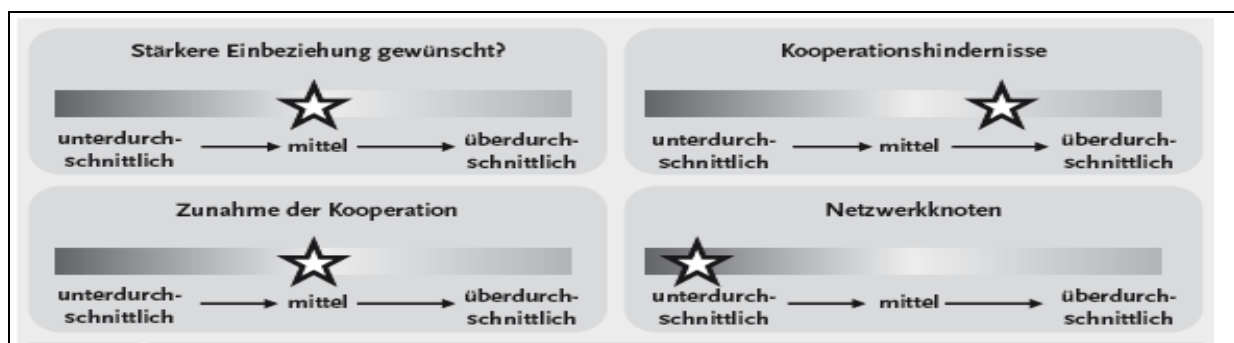 Stärkere Einbeziehung gewünscht?
unterdurch-
schnittlich
mittel
überdurch-
schnittlich
Kooperationshindernisse
unterdurch-
schnittlich
mittel
überdurch-
schnittlich
Zunahme der Kooperation
unterdurch-
schnittlich
mittel
überdurch-
schnittlich
Netzwerkknoten
unterdurch-
schnittlich
mittel
überdurch-
schnittlich